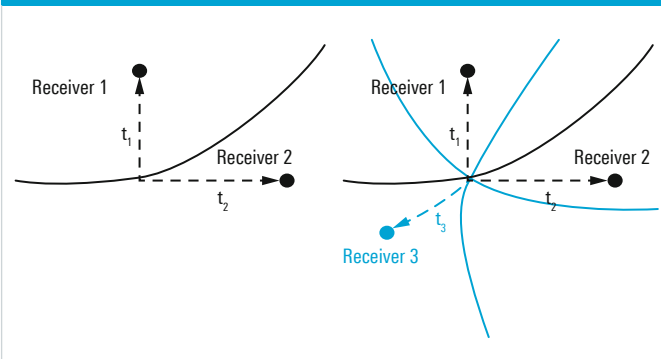 Receiver 1
t1
Receiver 2
t2
Receiver 1
t1
Receiver 2
t2
t3
Receiver 3